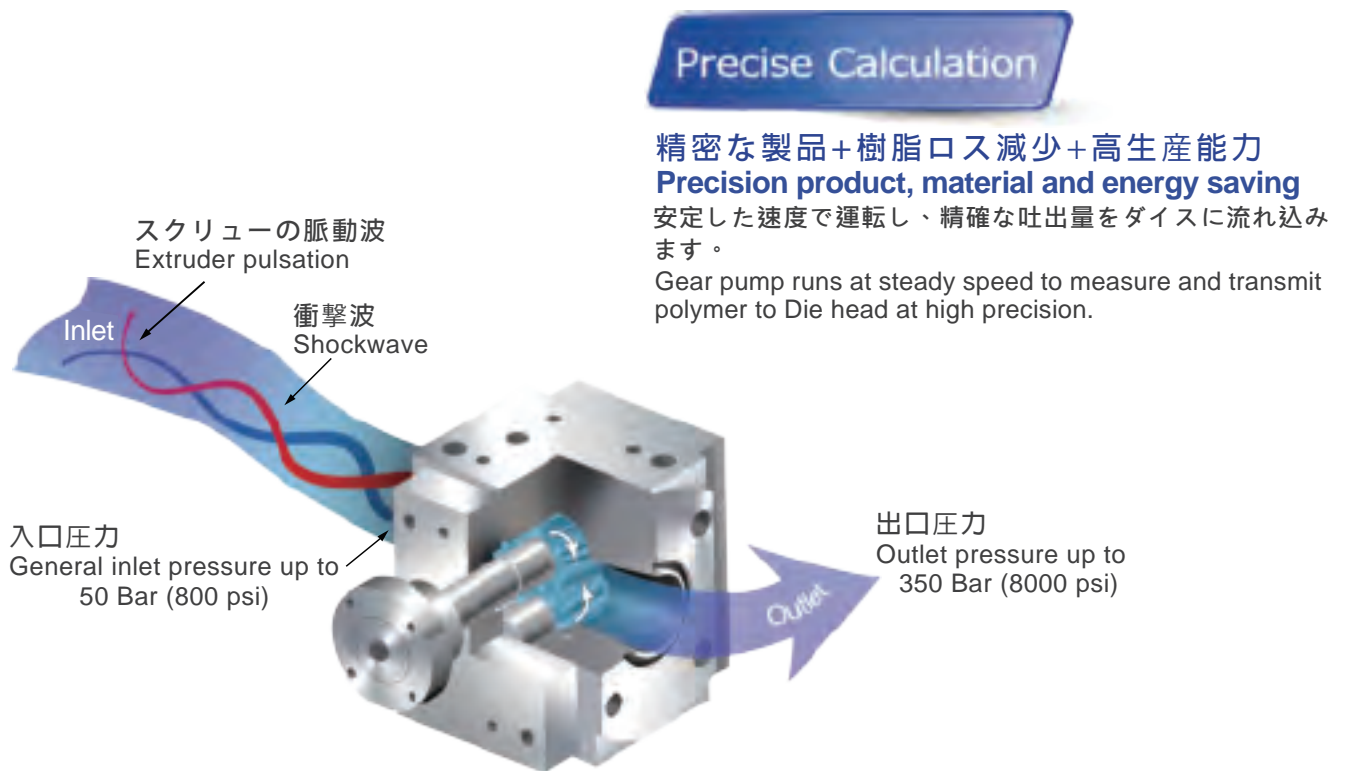 Precise Calculation
精密な製品+樹脂ロス減少+高生産能力
Precision product, material and energy saving
安定した速度で運転し、精確な吐出量をダイスに流れ込み
ます。
Gear pump runs at steady speed to measure and transmit
polymer to Die head at high precision.
スクリューの脈動波
Extruder pulsation
衝撃波
Shockwave
Inlet
入口圧力
General inlet pressure up to
50 Bar (800 psi)
出口圧力
Outlet pressure up to
350 Bar (8000 psi)
Outlet